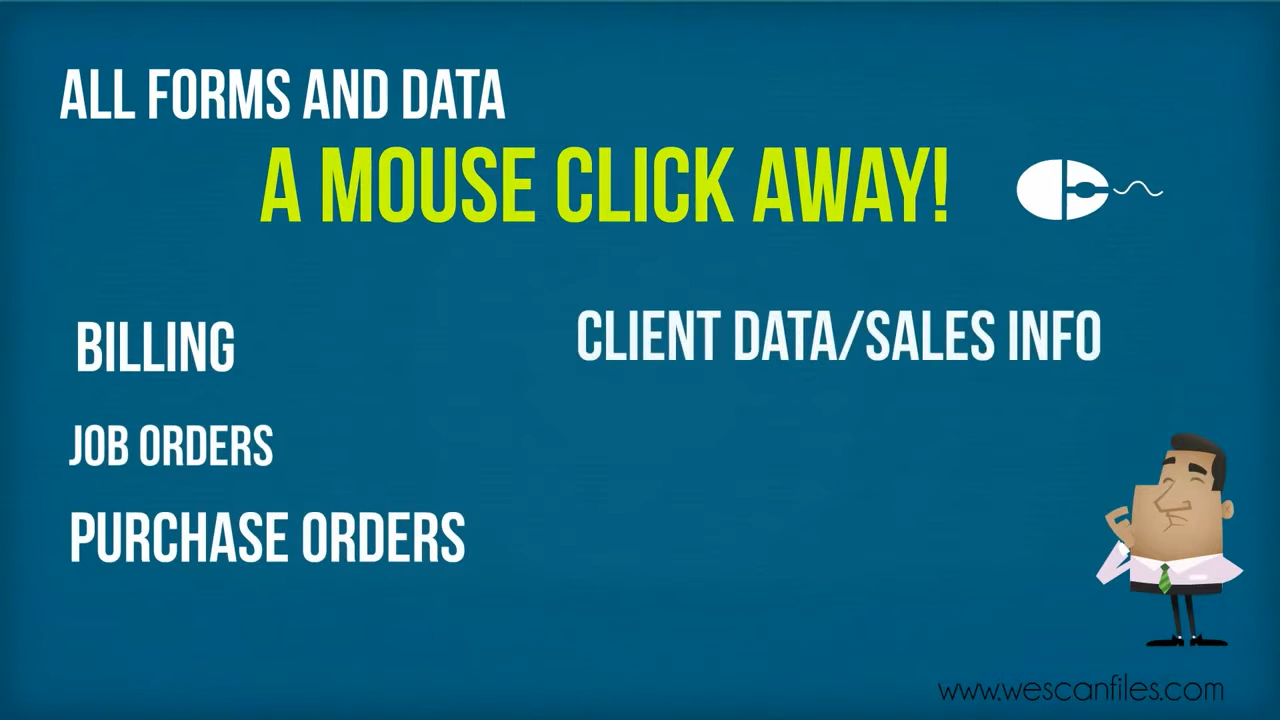 ALL FORMS AND DATA
A MOUSE CLICK AWAY!
BILLING
CLIENT DATA/SALES INFO
JOB ORDERS
PURCHASE ORDERS
www.wescanfiles.com